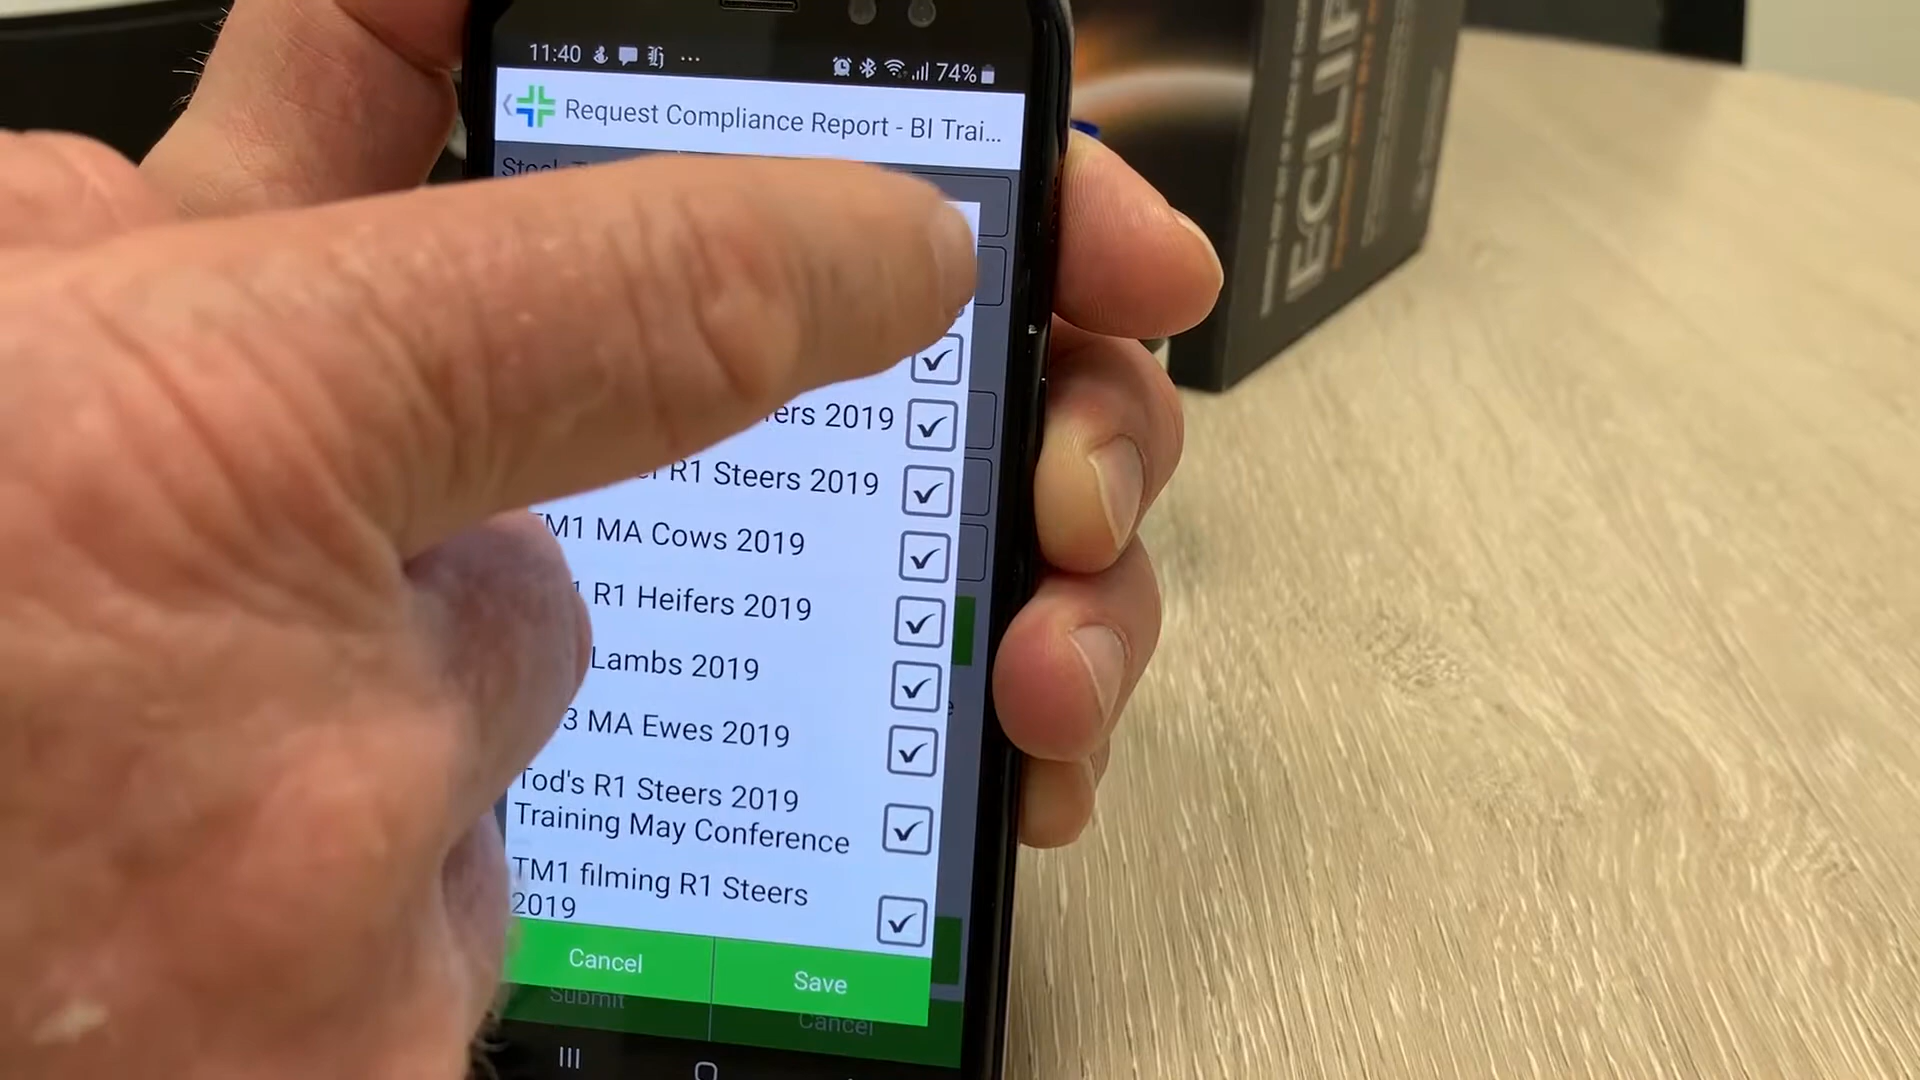 11:40
74%
Request Compliance Report - BI Trai...
2019
R1 Steers 2019
MA Cows 2019
R1 Heifers 2019
Lambs 2019
3 MA Ewes 2019
Tod's R1 Steers 2019
Training May Conference
TM1 filming R1 Steers
2019
Cancel
Save
Submit
Cancel
ECLIP